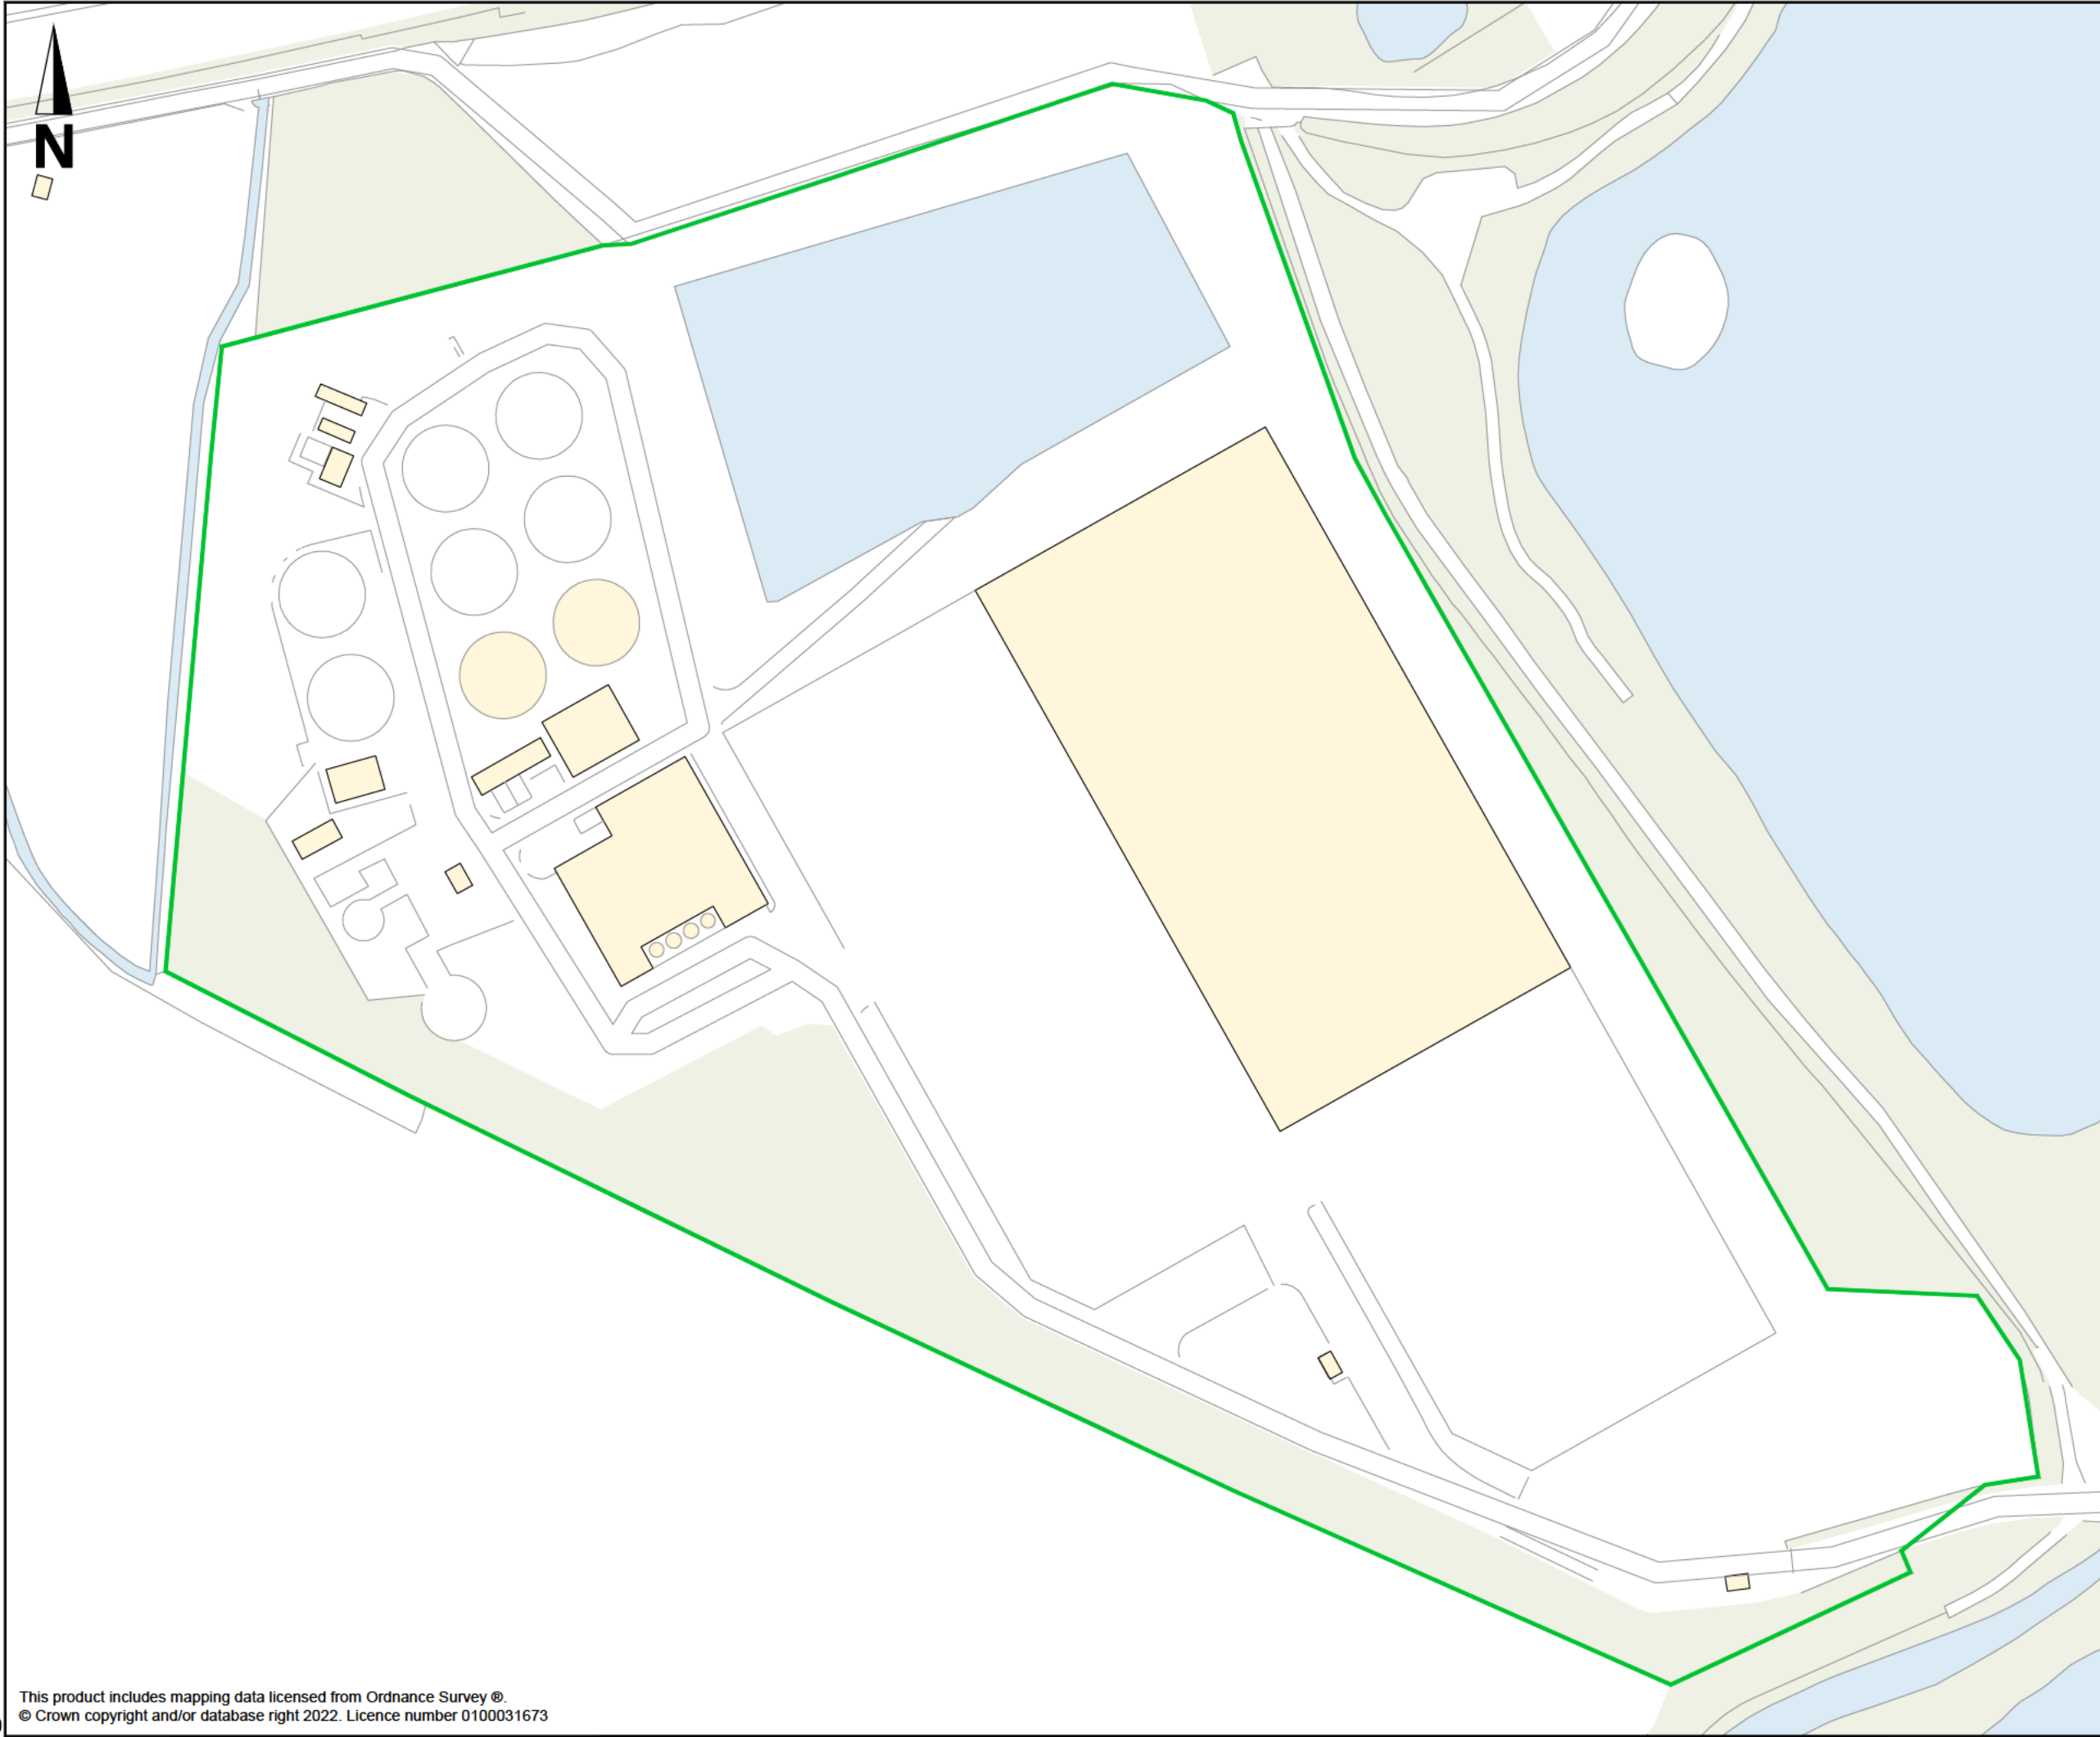 N
This product includes mapping data licensed from Ordnance Survey ®.
© Crown copyright and/or database right 2022. Licence number 0100031673